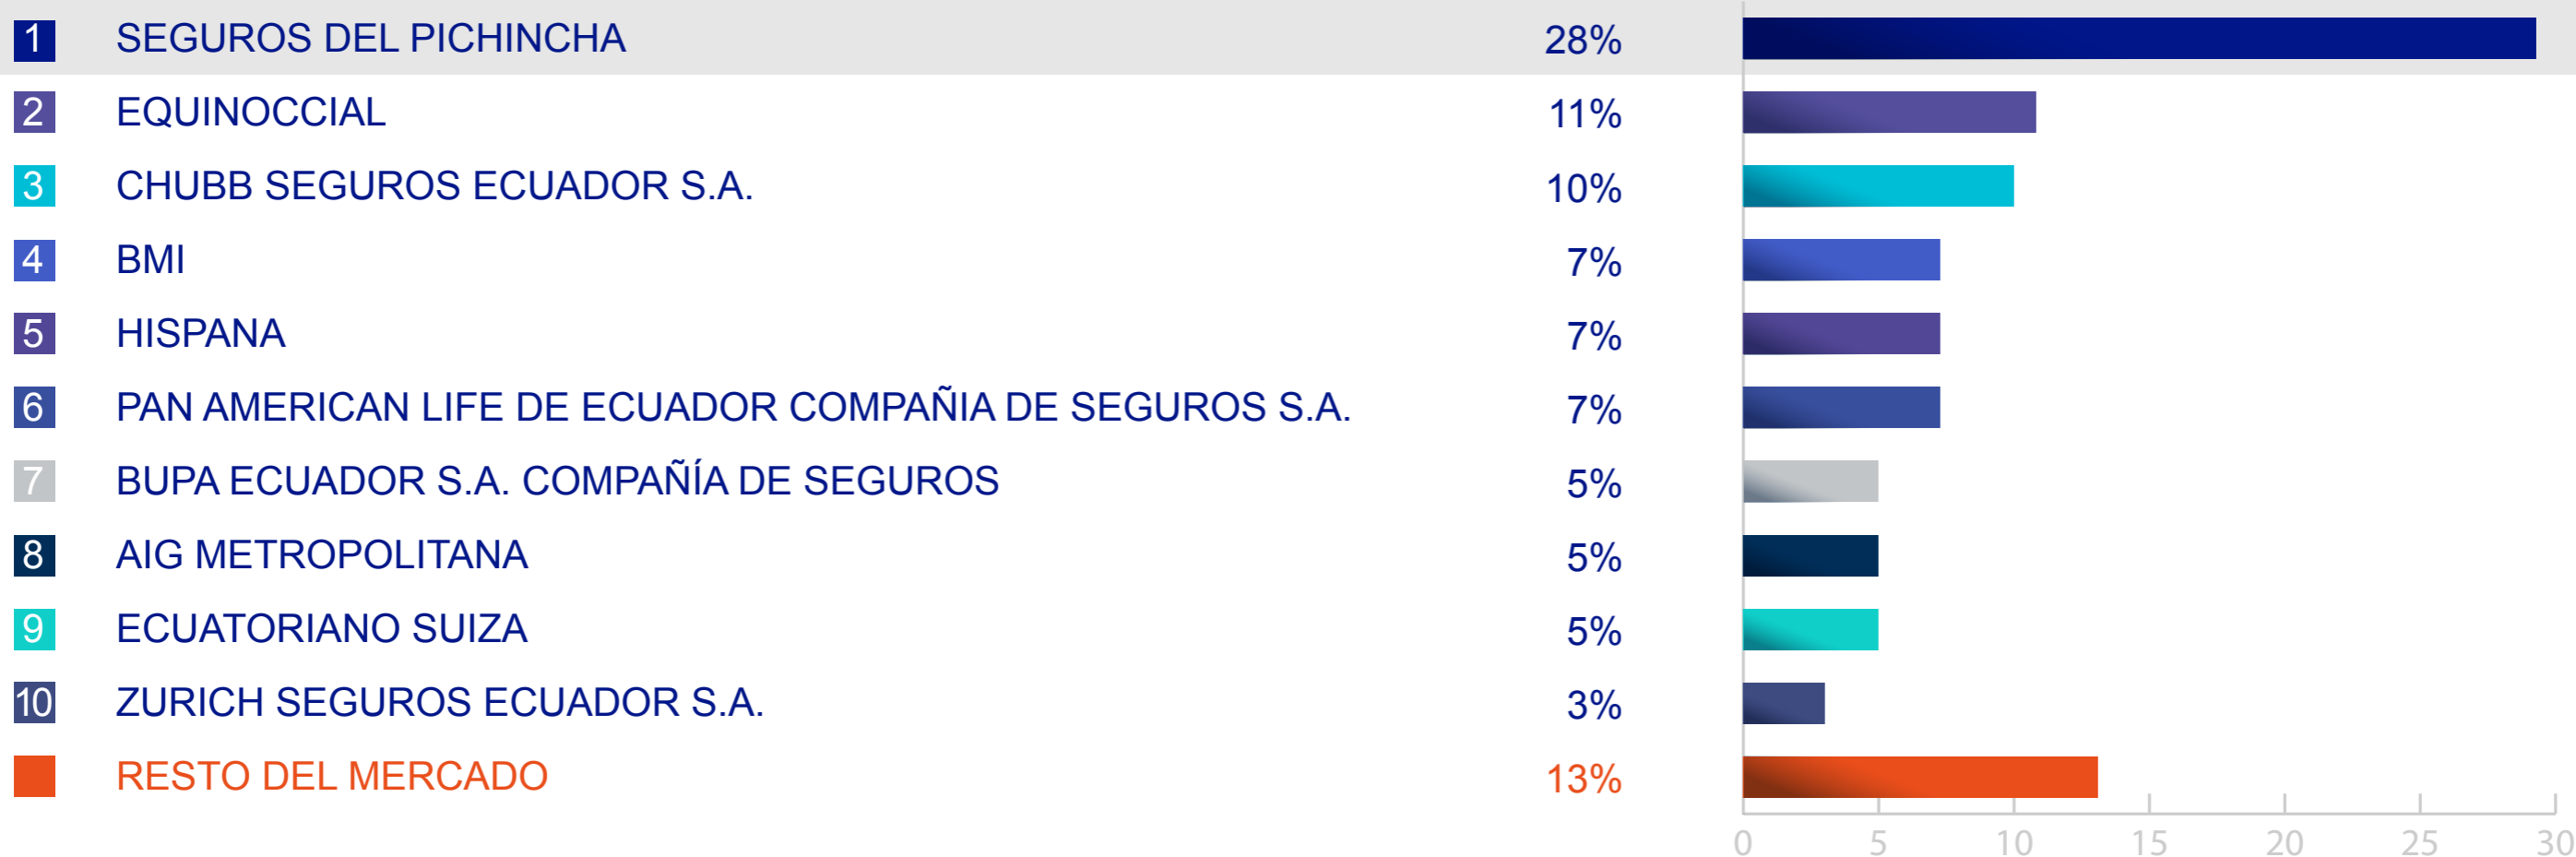 1 SEGUROS DEL PICHINCHA 28%
2 EQUINOCCIAL 11%
3 CHUBB SEGUROS ECUADOR S.A. 10%
4 BMI 7%
5 HISPANA 7%
6 PAN AMERICAN LIFE DE ECUADOR COMPAÑIA DE SEGUROS S.A. 7%
7 BUPA ECUADOR S.A. COMPAÑÍA DE SEGUROS 5%
8 AIG METROPOLITANA 5%
9 ECUATORIANO SUIZA 5%
10 ZURICH SEGUROS ECUADOR S.A. 3%
RESTO DEL MERCADO 13%
0 5 10 15 20 25 30